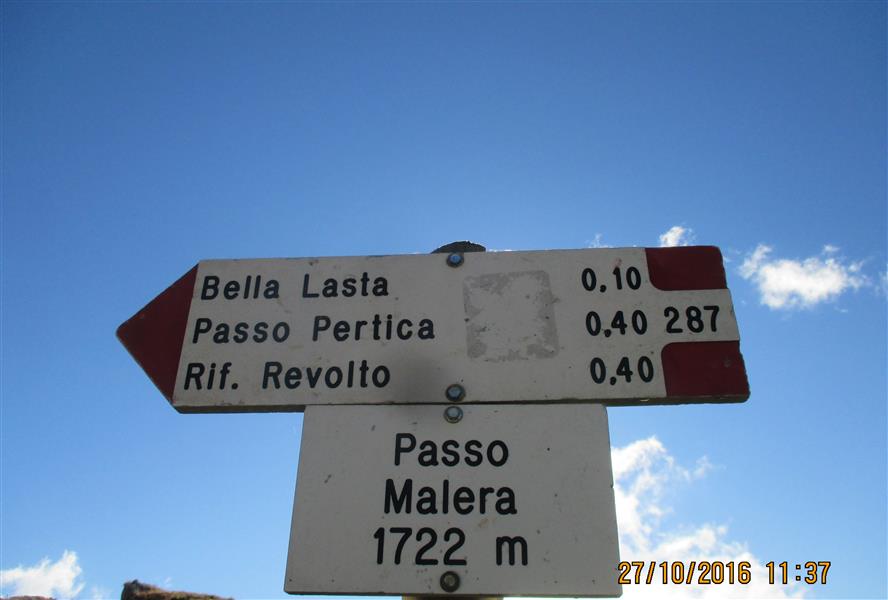 Bella Lasta 0,10
Passo Pertica 0,40 287
Rif. Revolto 0,40
Passo
Malera
1722 m
27/10/2016 11:37